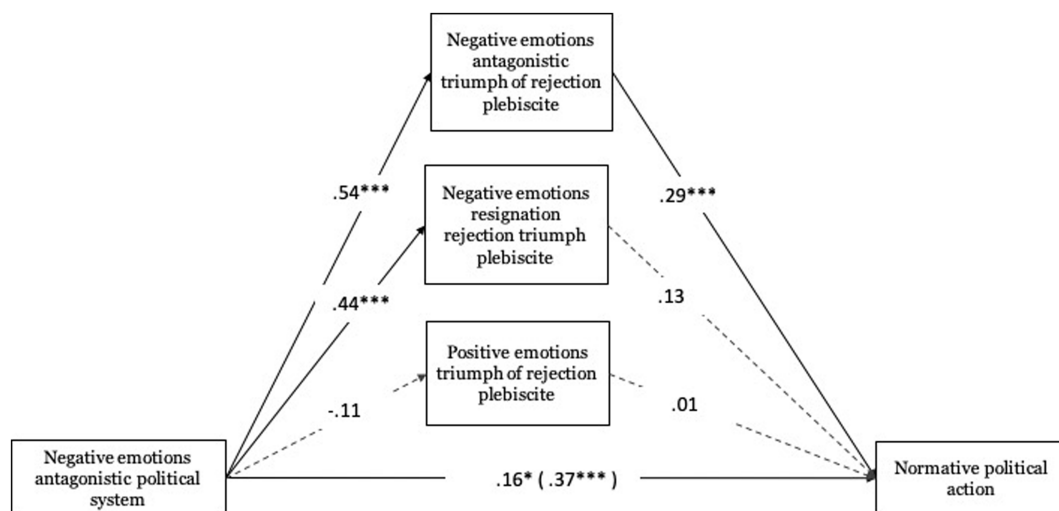 Negative emotions
antagonistic
triumph of rejection
plebiscite
.54***
.29***
Negative emotions
resignation
rejection triumph
plebiscite
.44***
.13
Positive emotions
triumph of rejection
plebiscite
-.11
.01
Negative emotions
antagonistic political
system
.16* (.37***)
Normative political
action